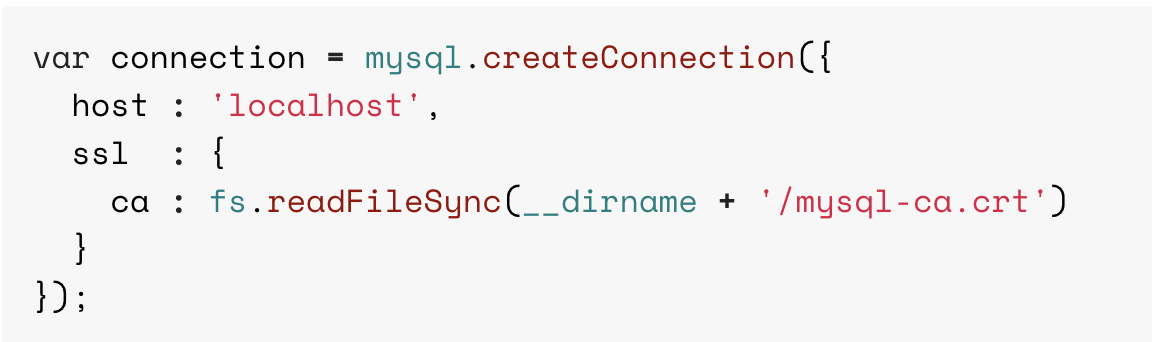 var connection = mysql.createConnection({
  host : 'localhost',
  ssl  : {
    ca : fs.readFileSync(__dirname + '/mysql-ca.crt')
  }
});